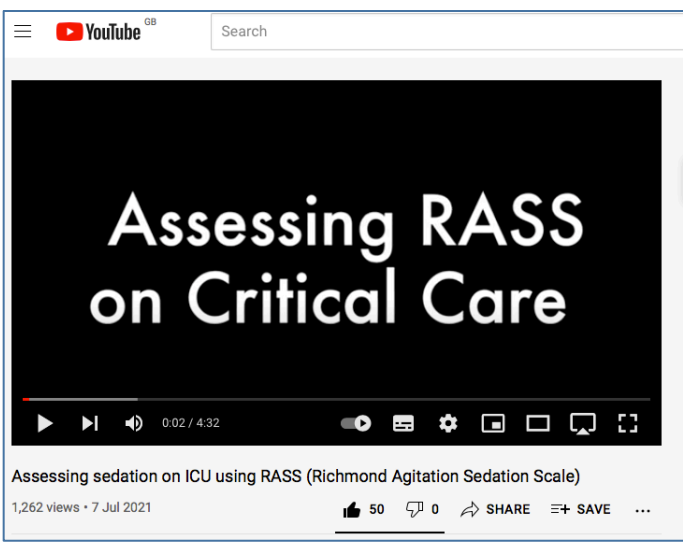 YouTube GB
Search
Assessing RASS
on Critical Care
0:02 / 4:32
Assessing sedation on ICU using RASS (Richmond Agitation Sedation Scale)
1,262 views • 7 Jul 2021
50
0
SHARE
SAVE